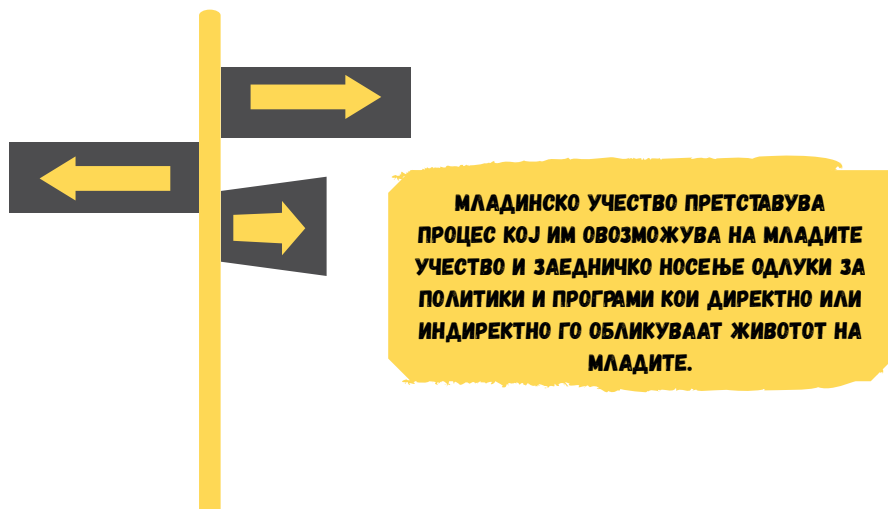 МЛАДИНСКО УЧЕСТВО ПРЕТСТАВУВА
ПРОЦЕС КОЈ ИМ ОВОЗМОЖУВА НА МЛАДИТЕ
УЧЕСТВО И ЗАЕДНИЧКО НОСЕЊЕ ОДЛУКИ ЗА
ПОЛИТИКИ И ПРОГРАМИ КОИ ДИРЕКТНО ИЛИ
ИНДИРЕКТНО ГО ОБЛИКУВААТ ЖИВОТОТ НА
МЛАДИТЕ.